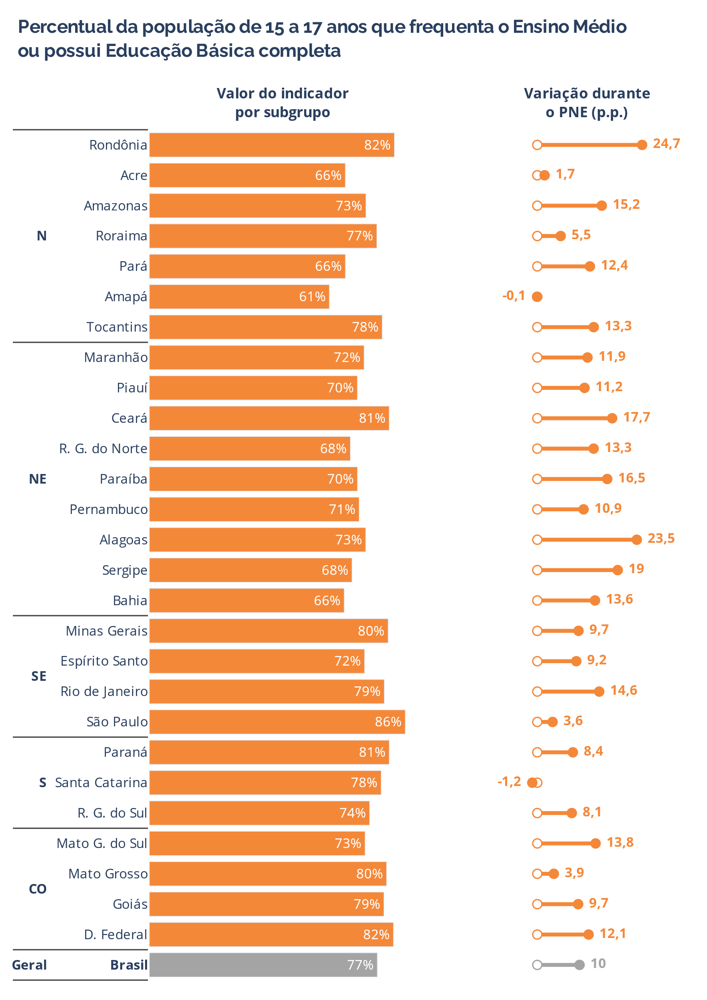 Percentual da população de 15 a 17 anos que frequenta o Ensino Médio
ou possui Educação Básica completa
Valor do indicador
por subgrupo
Variação durante
o PNE (p.p.)
Rondônia 82% 24,7
Acre 66% 1,7
Amazonas 73% 15,2
N Roraima 77% 5,5
Pará 66% 12,4
Amapá 61% -0,1
Tocantins 78% 13,3
Maranhão 72% 11,9
Piauí 70% 11,2
Ceará 81% 17,7
R. G. do Norte 68% 13,3
NE Paraíba 70% 16,5
Pernambuco 71% 10,9
Alagoas 73% 23,5
Sergipe 68% 19
Bahia 66% 13,6
Minas Gerais 80% 9,7
Espírito Santo 72% 9,2
SE
Rio de Janeiro 79% 14,6
São Paulo 86% 3,6
Paraná 81% 8,4
S Santa Catarina 78% -1,2
R. G. do Sul 74% 8,1
Mato G. do Sul 73% 13,8
Mato Grosso 80% 3,9
CO
Goiás 79% 9,7
D. Federal 82% 12,1
Geral Brasil 77% 10